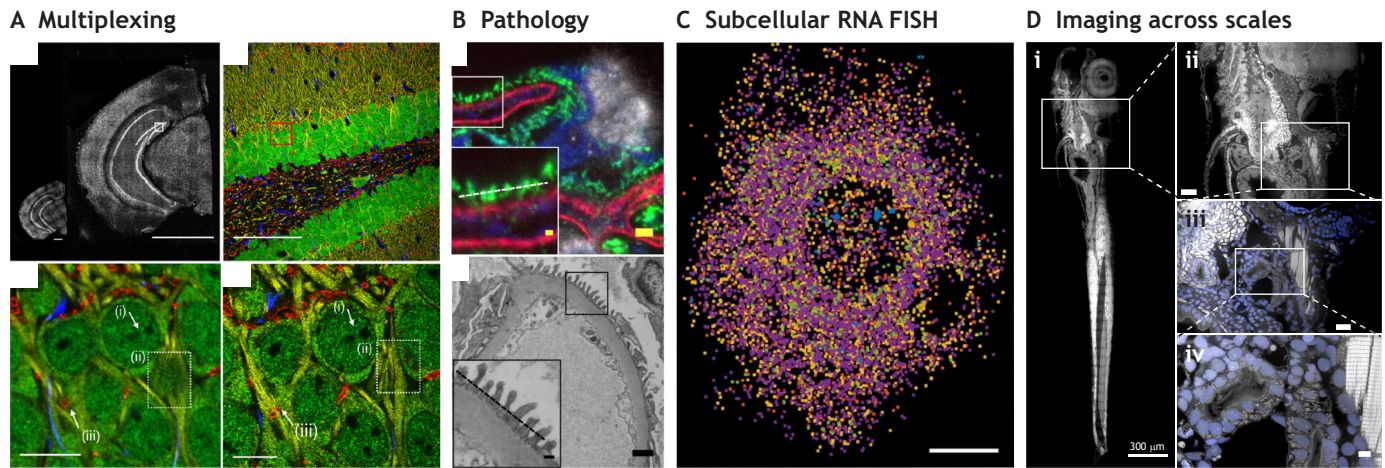 A Multiplexing
B Pathology
C Subcellular RNA FISH
D Imaging across scales
(i)
(ii)
(iii)
(i)
(ii)
(iii)
i
300 μm
ii
iii
iv